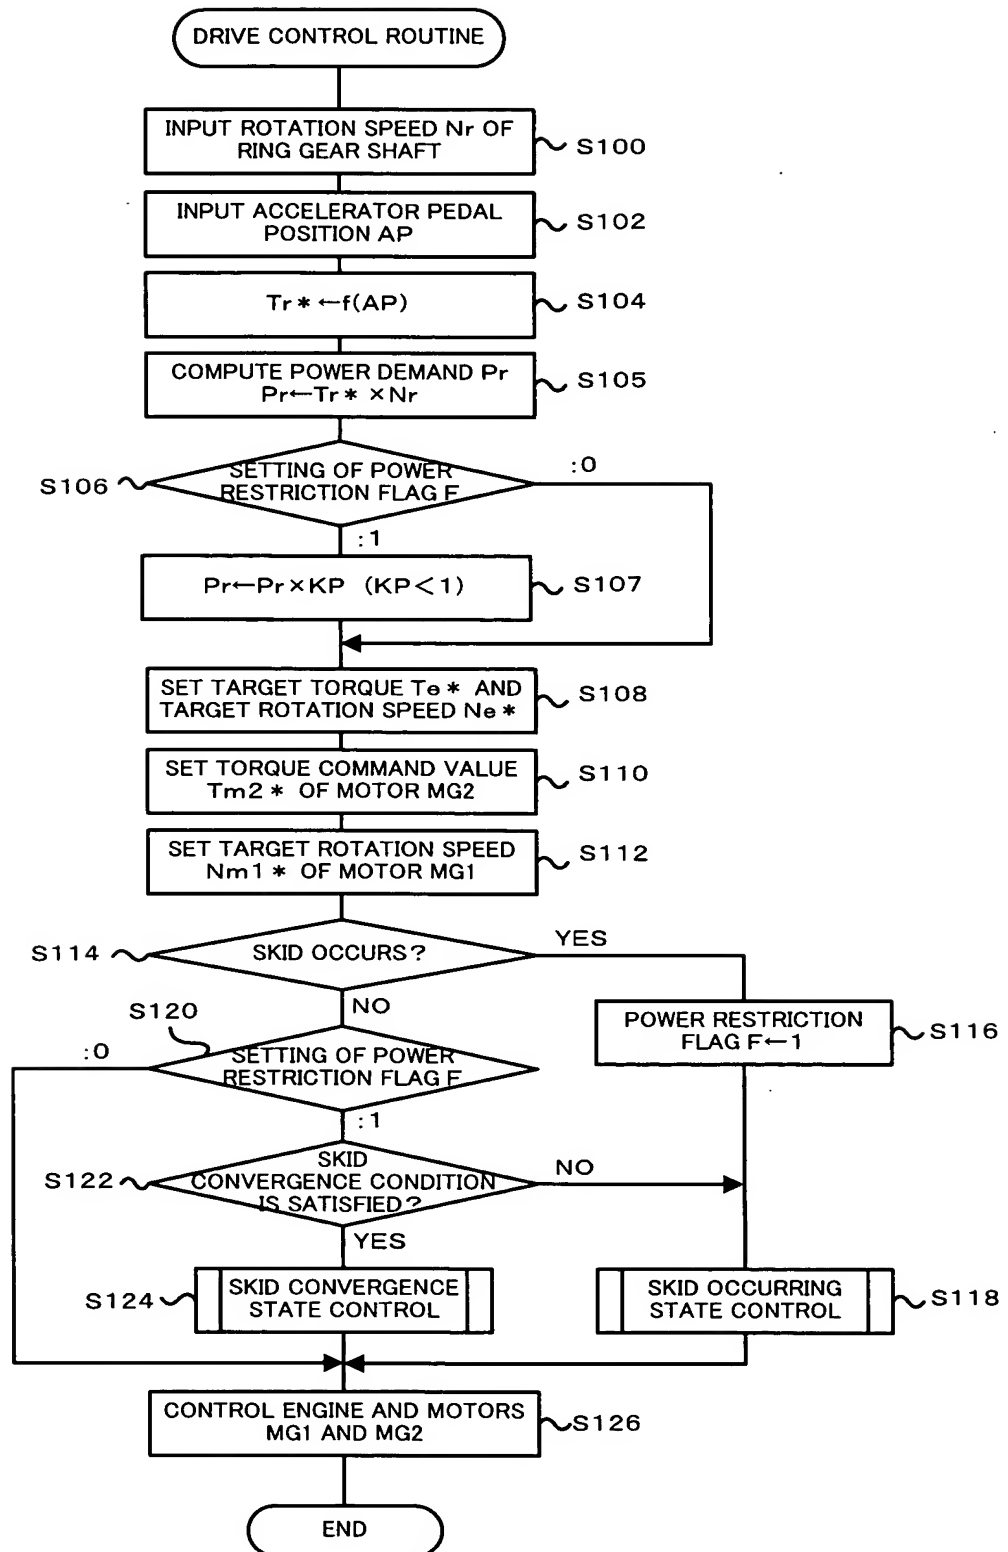 DRIVE CONTROL ROUTINE
INPUT ROTATION SPEED Nr OF
RING GEAR SHAFT
S100
INPUT ACCELERATOR PEDAL
POSITION AP
S102
Tr*←f(AP)
S104
COMPUTE POWER DEMAND Pr
Pr←Tr*×Nr
S105
S106
SETTING OF POWER
RESTRICTION FLAG F
:0
:1
Pr←Pr×KP (KP<1)
S107
SET TARGET TORQUE Te* AND
TARGET ROTATION SPEED Ne*
S108
SET TORQUE COMMAND VALUE
Tm2* OF MOTOR MG2
S110
SET TARGET ROTATION SPEED
Nm1* OF MOTOR MG1
S112
S114
SKID OCCURS?
YES
NO
POWER RESTRICTION
FLAG F←1
S116
S120
:0
SETTING OF POWER
RESTRICTION FLAG F
:1
S122
SKID
CONVERGENCE CONDITION
IS SATISFIED?
NO
YES
S124
SKID CONVERGENCE
STATE CONTROL
SKID OCCURRING
STATE CONTROL
S118
CONTROL ENGINE AND MOTORS
MG1 AND MG2
S126
END